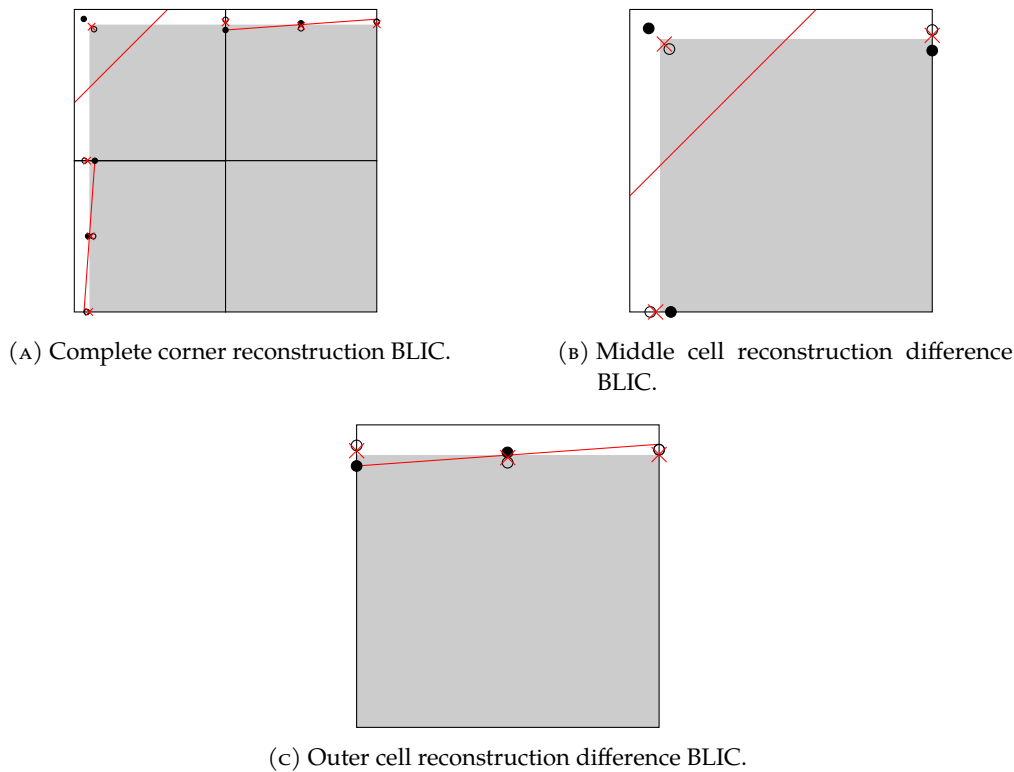 (A) Complete corner reconstruction BLIC.
(B) Middle cell reconstruction difference
BLIC.
(C) Outer cell reconstruction difference BLIC.